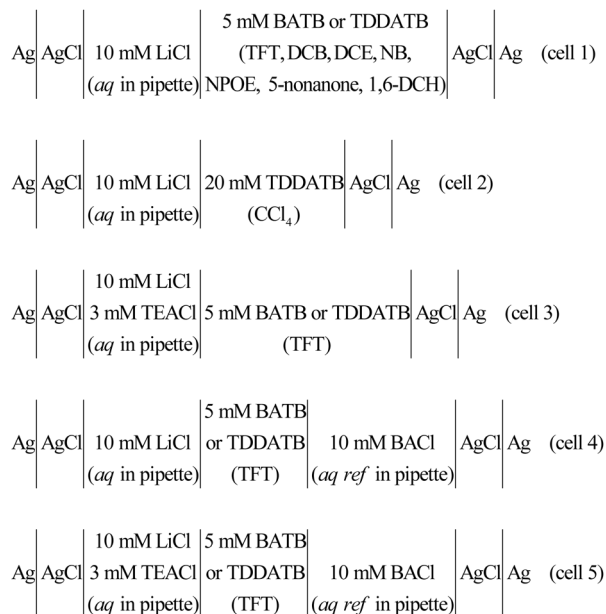 5 mM BATB or TDDATB
Ag AgCl 10 mM LiCl (TFT, DCB, DCE, NB, AgCl Ag (cell 1)
(aq in pipette) NPOE, 5-nonanone, 1,6-DCH)
Ag AgCl 10 mM LiCl 20 mM TDDATB AgCl Ag (cell 2)
(aq in pipette) (CCl₄)
10 mM LiCl
Ag AgCl 3 mM TEACl 5 mM BATB or TDDATB AgCl Ag (cell 3)
(aq in pipette) (TFT)
5 mM BATB
Ag AgCl 10 mM LiCl or TDDATB 10 mM BACl AgCl Ag (cell 4)
(aq in pipette) (TFT) (aq ref in pipette)
10 mM LiCl 5 mM BATB
Ag AgCl 3 mM TEACl or TDDATB 10 mM BACl AgCl Ag (cell 5)
(aq in pipette) (TFT) (aq ref in pipette)